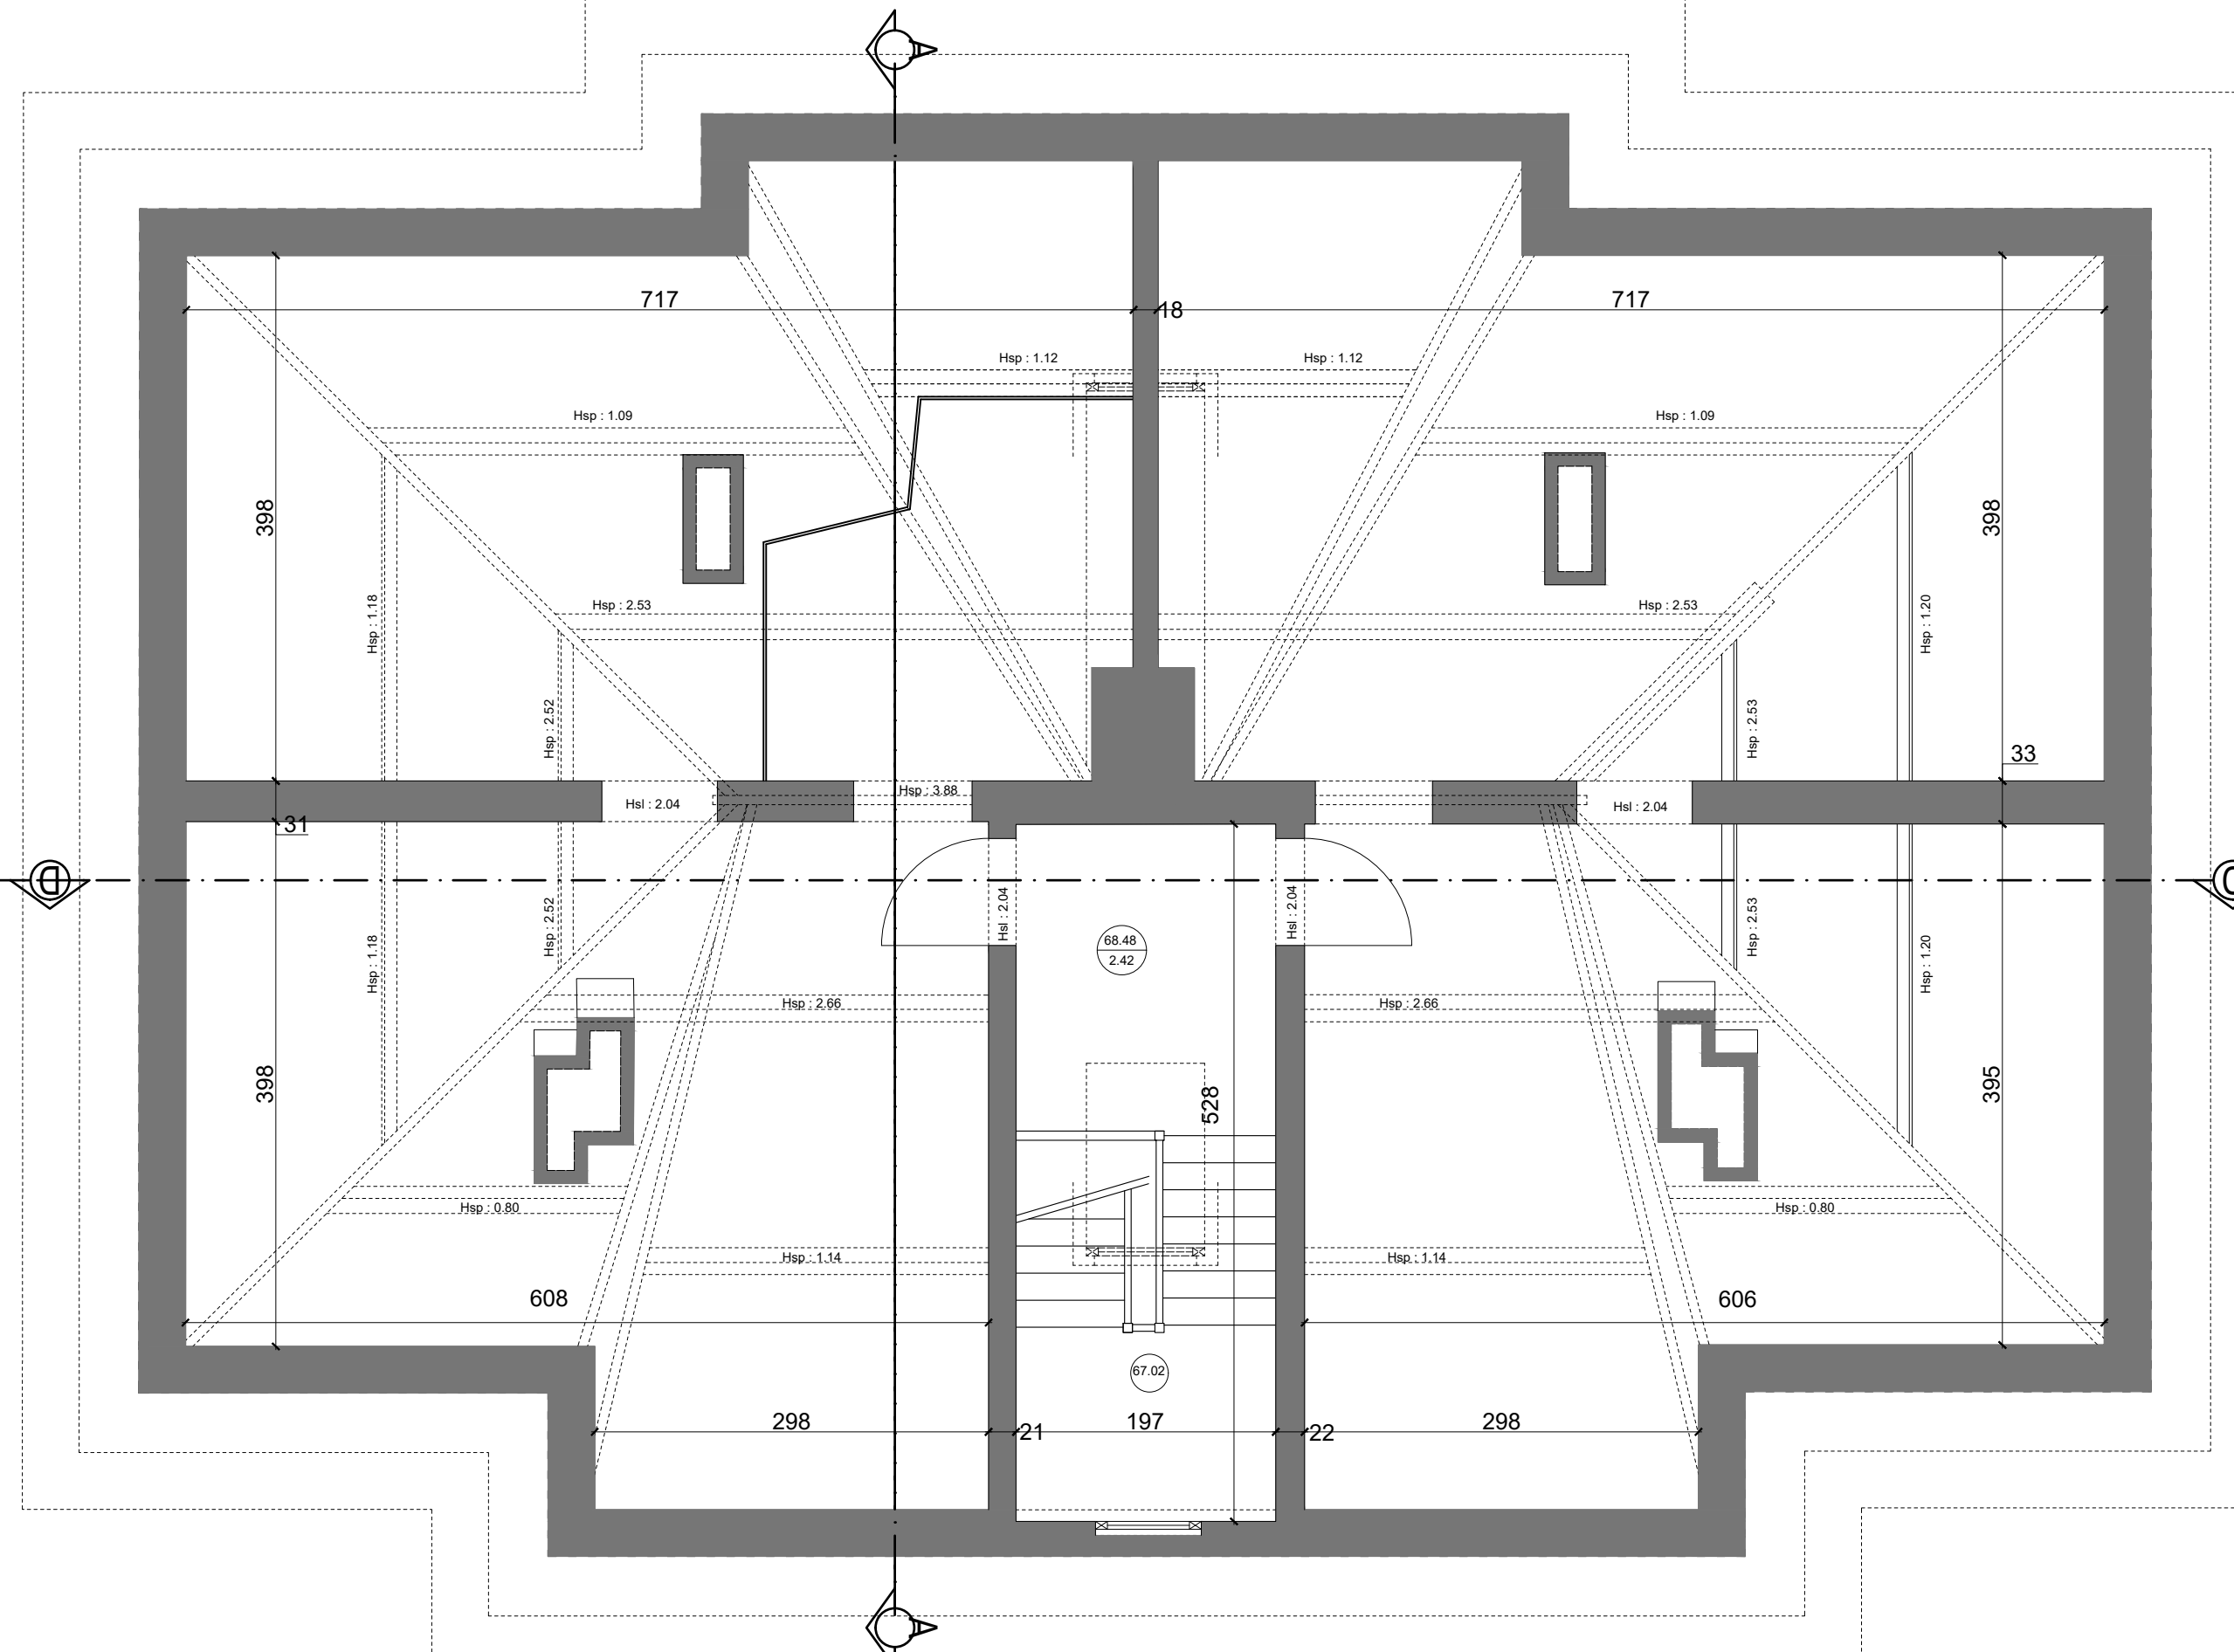 A
717
18
717
Hsp : 1.12
Hsp : 1.12
Hsp : 1.09
Hsp : 1.09
398
398
Hsp : 1.18
Hsp : 2.53
Hsp : 2.53
Hsp : 1.20
Hsp : 2.52
Hsp : 2.53
33
Hsl : 2.04
Hsp : 3.88
Hsl : 2.04
31
D
D
Hsl : 2.04
Hsl : 2.04
Hsp : 2.52
Hsp : 2.53
68.48
2.42
Hsp : 1.18
Hsp : 1.20
Hsp : 2.66
Hsp : 2.66
398
528
395
Hsp : 0.80
Hsp : 0.80
Hsp : 1.14
Hsp : 1.14
608
606
67.02
298
21
197
22
298
A